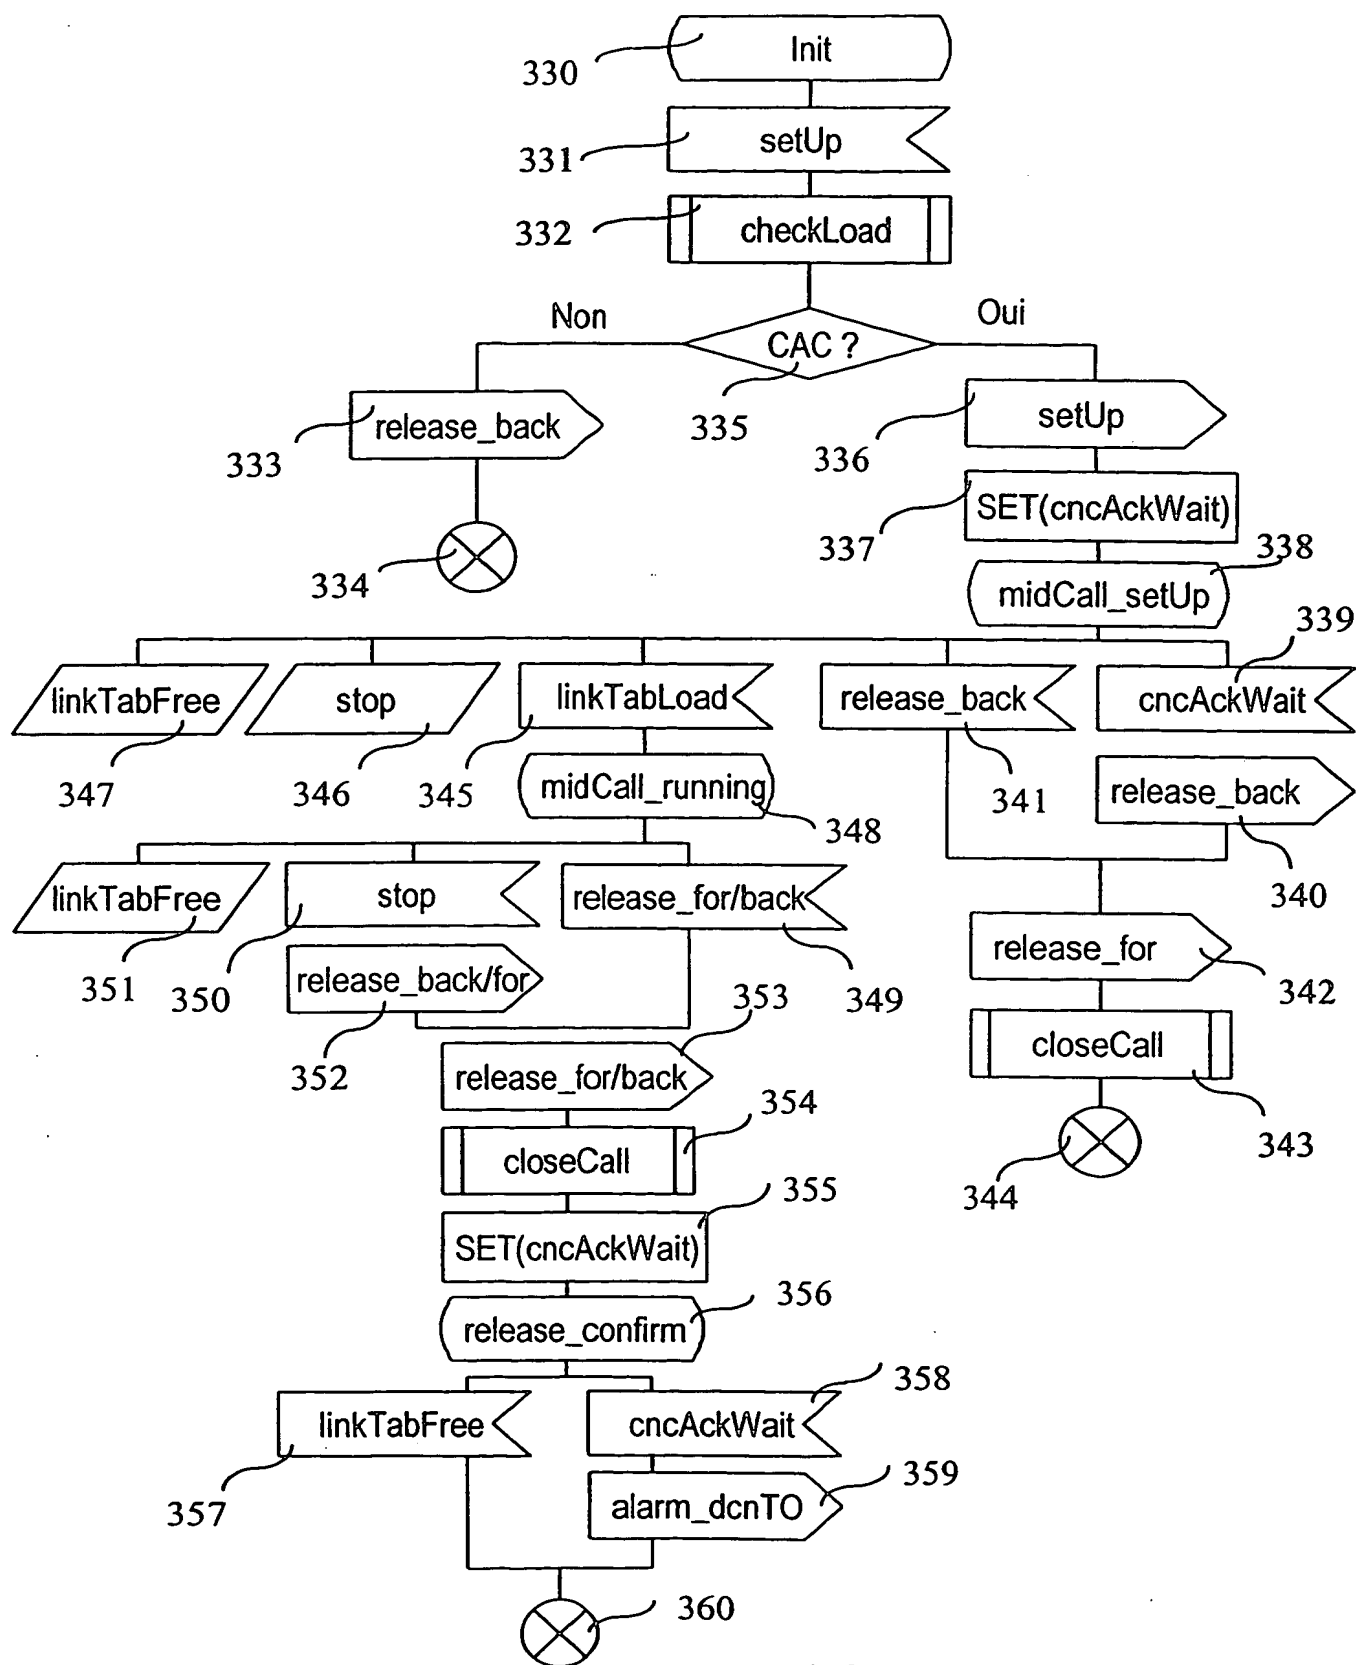 Init
330
setUp
331
checkLoad
332
Non
Oui
CAC ?
335
release_back
333
334
setUp
336
SET(cncAckWait)
337
midCall_setUp
338
339
linkTabFree
stop
linkTabLoad
release_back
cncAckWait
347
346
345
341
midCall_running
348
release_back
340
linkTabFree
stop
release_for/back
351
350
349
release_back/for
352
release_for
342
353
release_for/back
closeCall
343
344
354
closeCall
355
SET(cncAckWait)
356
release_confirm
358
linkTabFree
cncAckWait
357
359
alarm_dcnTO
360